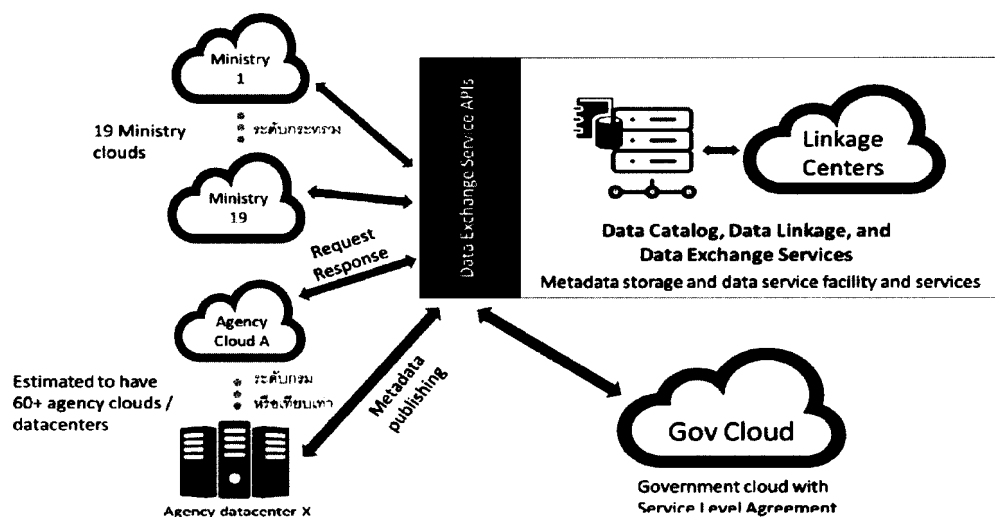 Ministry
1
19 Ministry
clouds
ระดับกระทรวง
Ministry
19
Request
Response
Agency
Cloud A
Estimated to have
60+ agency clouds /
datacenters
ระดับกรม
หรือเทียบเท่า
Metadata
publishing
Agency datacenter X
Data Exchange Service APIs
Linkage
Centers
Data Catalog, Data Linkage, and
Data Exchange Services
Metadata storage and data service facility and services
Gov Cloud
Government cloud with
Service Level Agreement